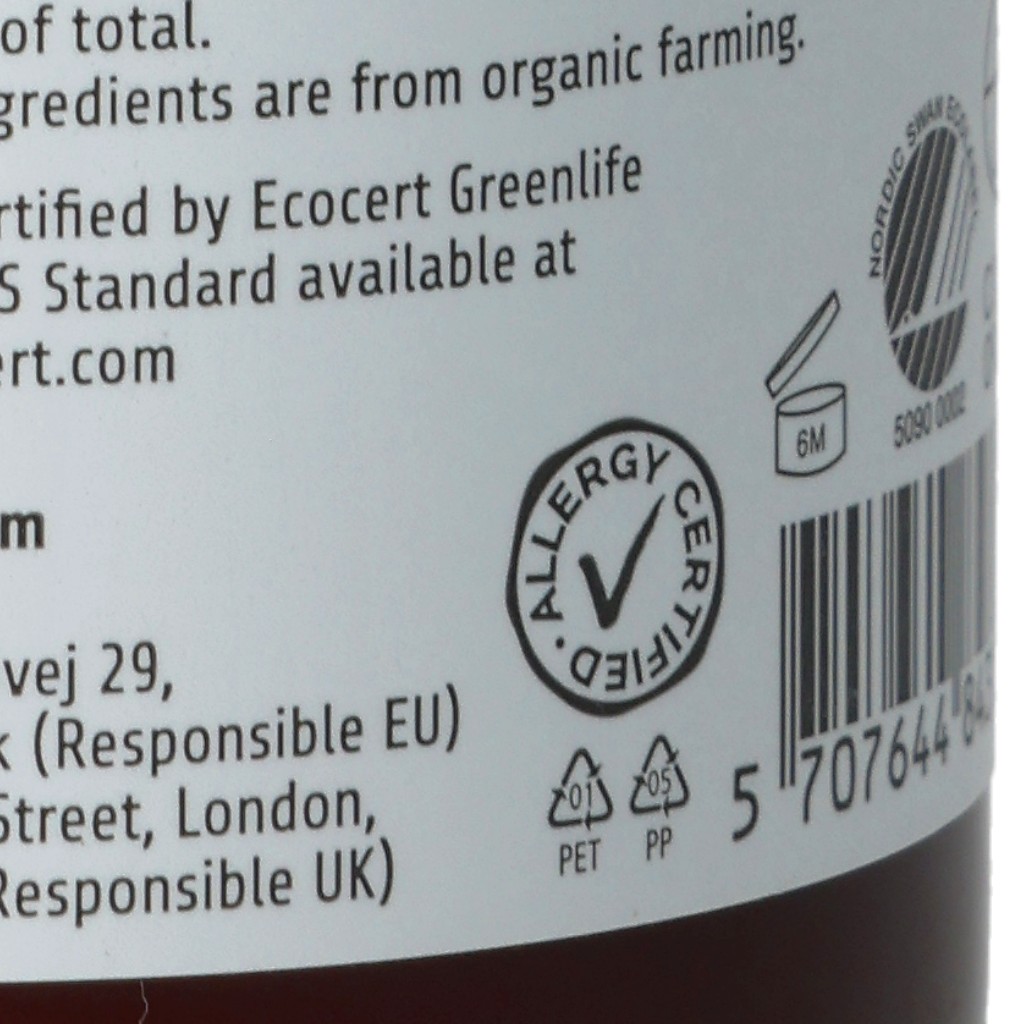 of total.
gredients are from organic farming.
rtified by Ecocert Greenlife
S Standard available at
ert.com
NORDIC SWAN ECOLABEL
5090 0002
6M
m
ALLERGY CERTIFIED
vej 29,
k (Responsible EU)
Street, London,
Responsible UK)
01
PET
05
PP
5 707644